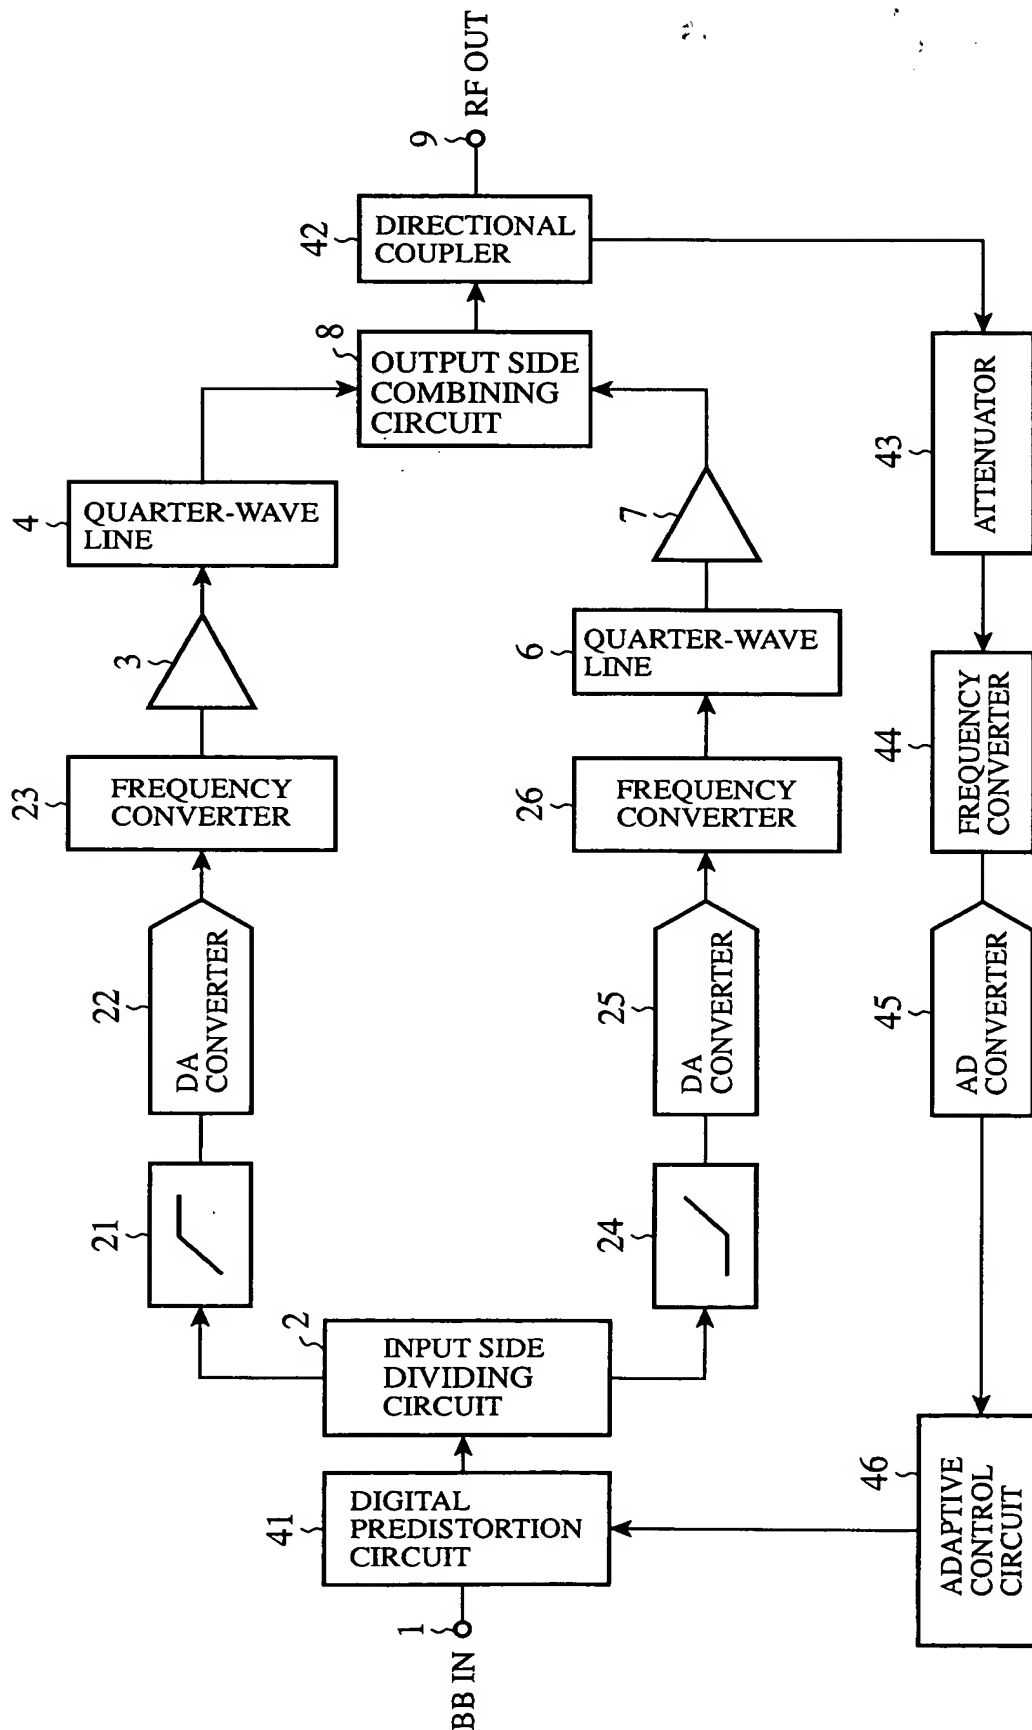 BB IN
1
41
DIGITAL
PREDISTORTION
CIRCUIT
2
INPUT SIDE
DIVIDING
CIRCUIT
21
22
DA
CONVERTER
23
FREQUENCY
CONVERTER
3
4
QUARTER-WAVE
LINE
24
25
DA
CONVERTER
26
FREQUENCY
CONVERTER
6
QUARTER-WAVE
LINE
7
8
OUTPUT SIDE
COMBINING
CIRCUIT
42
DIRECTIONAL
COUPLER
9
RF OUT
43
ATTENUATOR
44
FREQUENCY
CONVERTER
45
AD
CONVERTER
46
ADAPTIVE
CONTROL
CIRCUIT